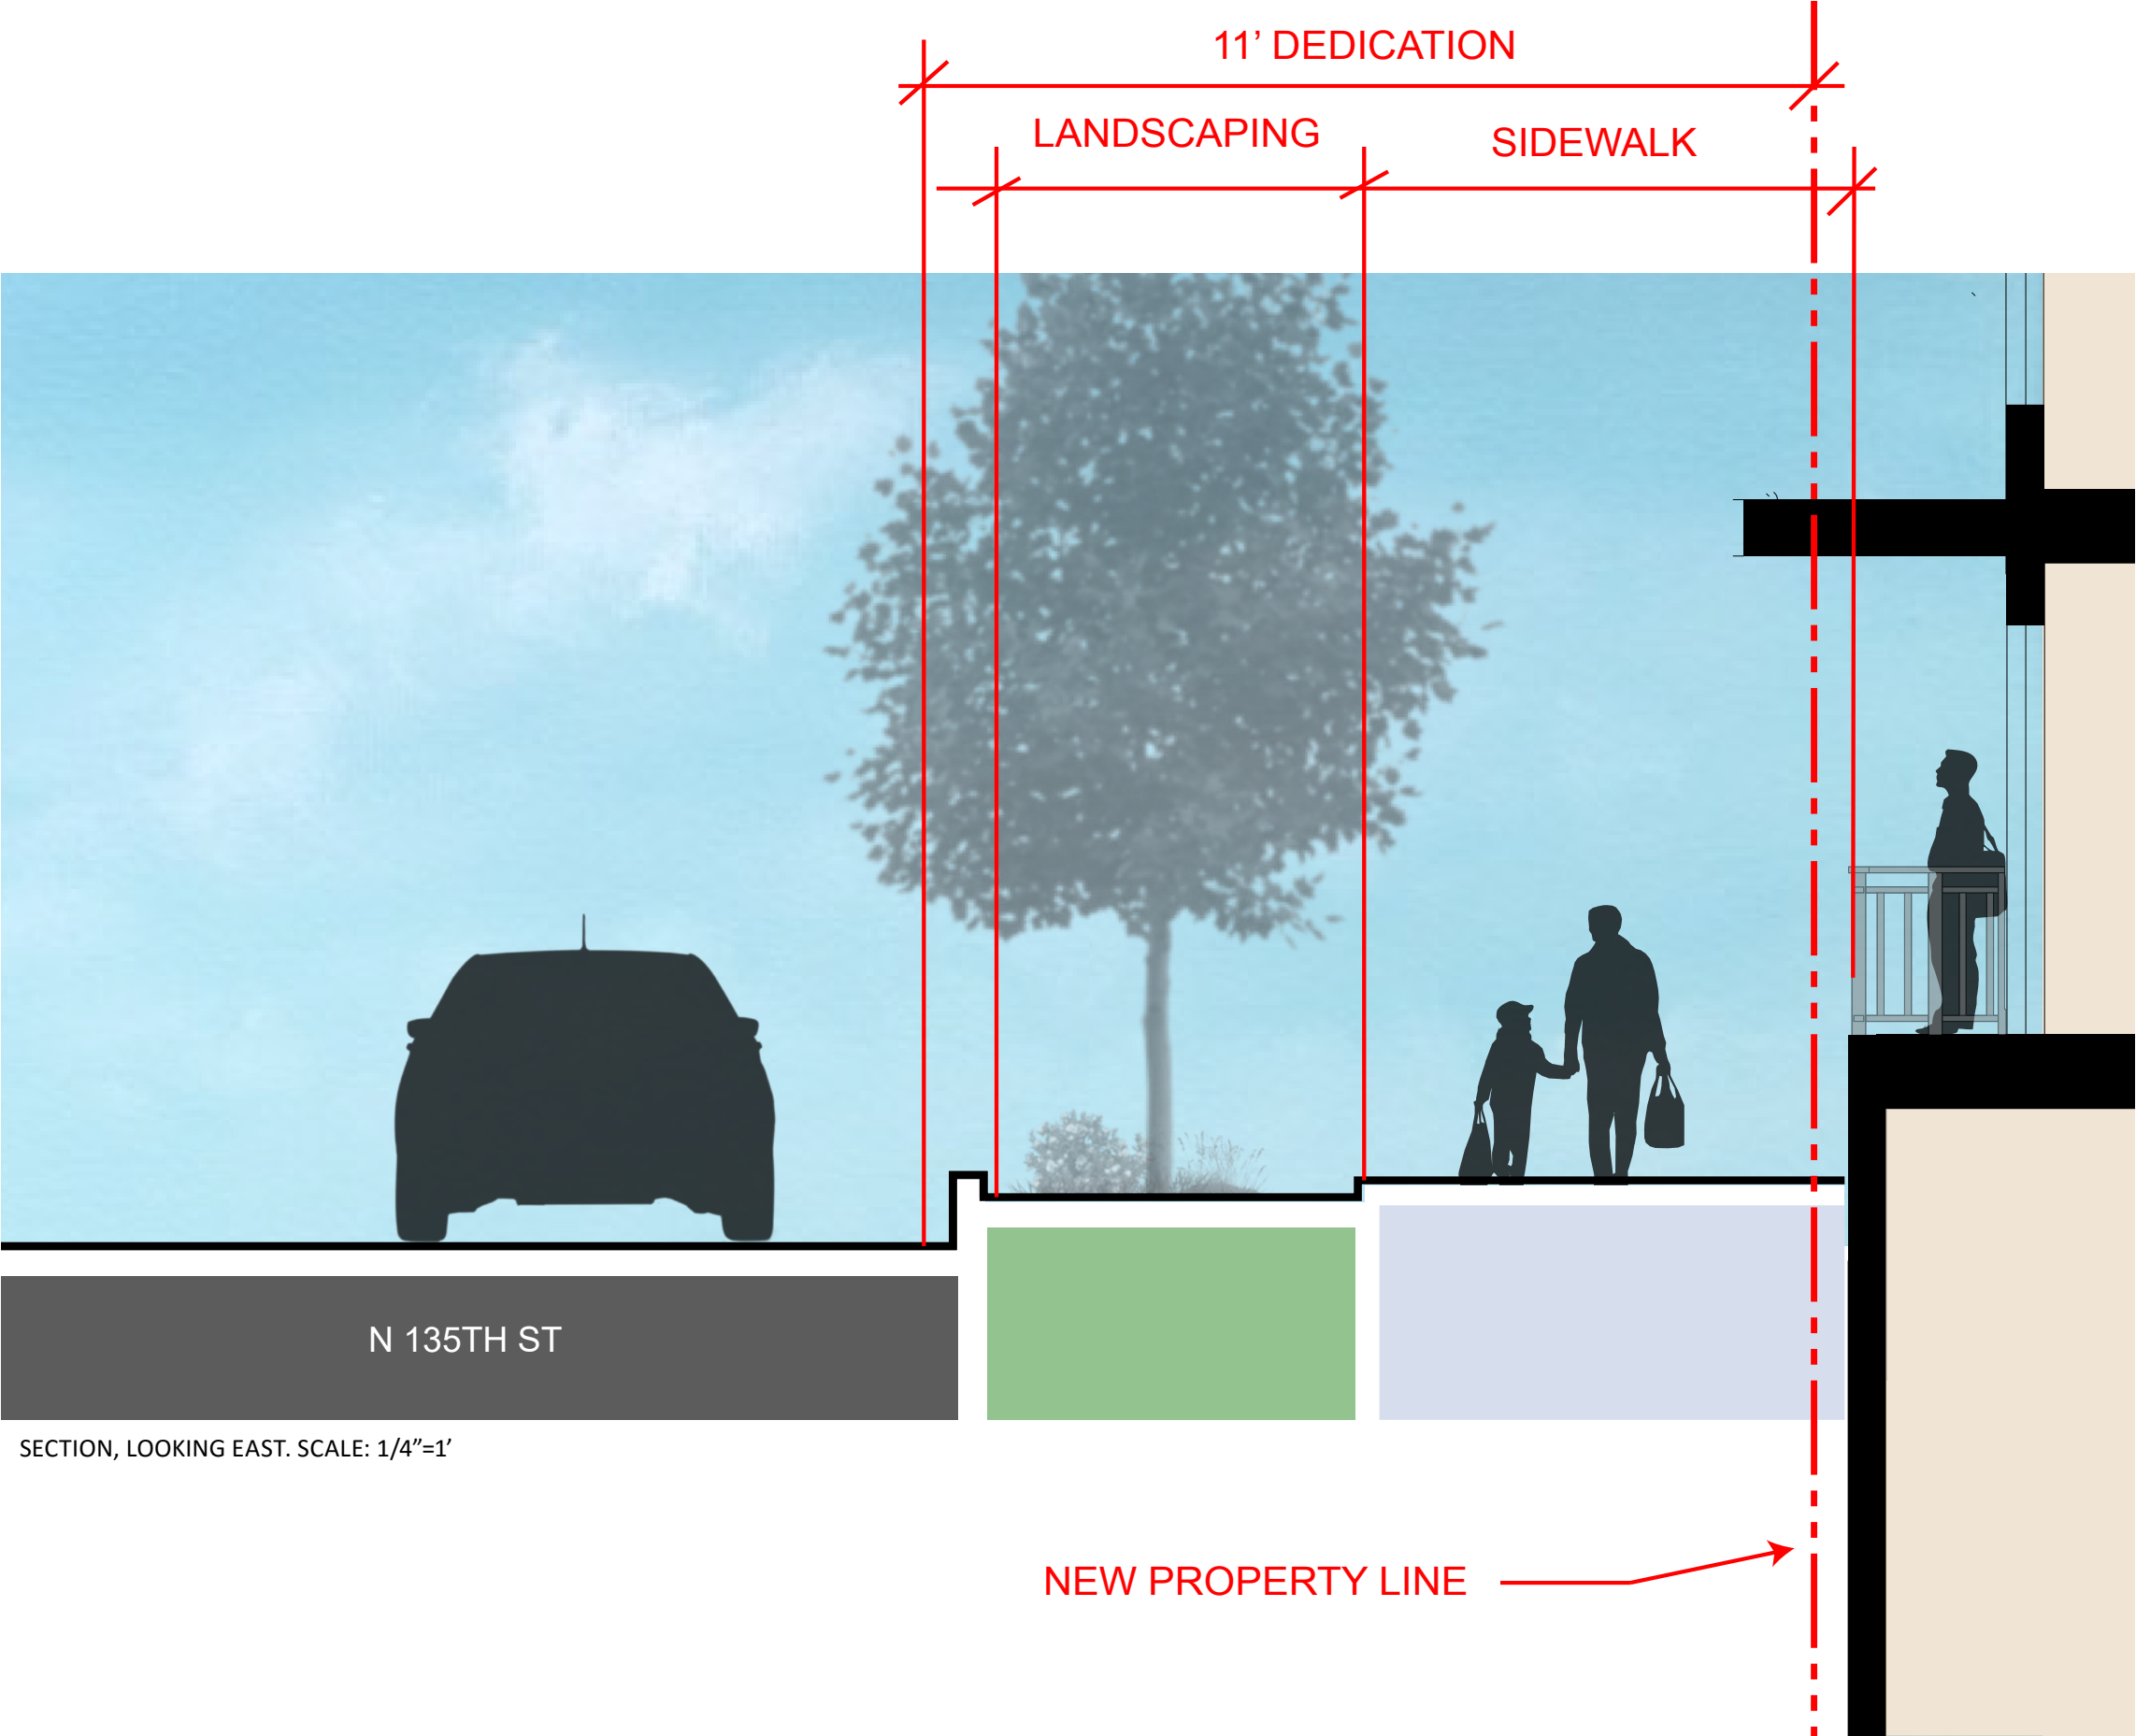 11’ DEDICATION
LANDSCAPING
SIDEWALK
N 135TH ST
SECTION, LOOKING EAST. SCALE: 1/4”=1’
NEW PROPERTY LINE